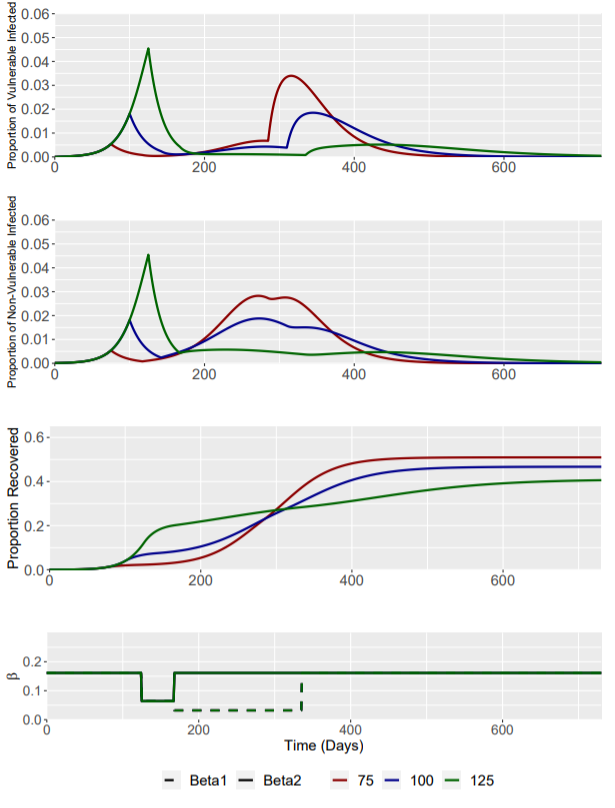 Proportion of Vulnerable Infected
0.06
0.05
0.04
0.03
0.02
0.01
0.00
0 200 400 600
Proportion of Non-Vulnerable Infected
0.06
0.05
0.04
0.03
0.02
0.01
0.00
0 200 400 600
Proportion Recovered
0.6
0.4
0.2
0.0
0 200 400 600
β
0.2
0.1
0.0
0 200 400 600
Time (Days)
Beta1 Beta2 75 100 125